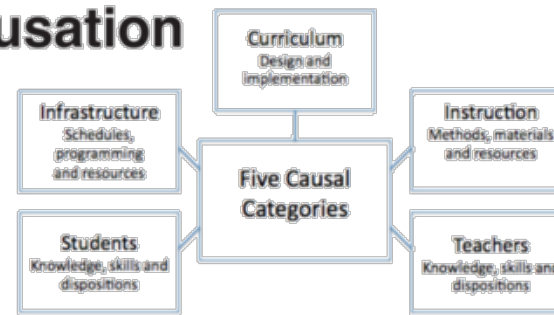 usation
Curriculum
Design and
Implementation
Infrastructure
Schedules,
programming
and resources
Instruction
Methods, materials
and resources
Five Causal
Categories
Students
Knowledge, skills and
dispositions
Teachers
Knowledge, skills and
dispositions